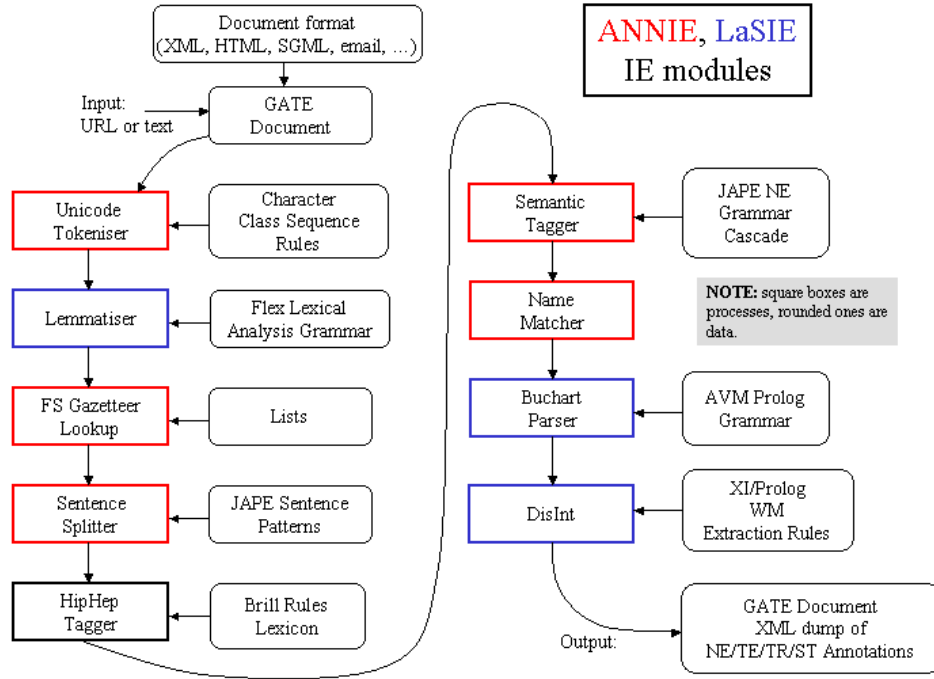 Document format
(XML, HTML, SGML, email, ...)
ANNIE, LaSIE
IE modules
Input:
URL or text
GATE
Document
Unicode
Tokeniser
Character
Class Sequence
Rules
Lemmatiser
Flex Lexical
Analysis Grammar
FS Gazetteer
Lookup
Lists
Sentence
Splitter
JAPE Sentence
Patterns
HipHep
Tagger
Brill Rules
Lexicon
Semantic
Tagger
JAPE NE
Grammar
Cascade
Name
Matcher
NOTE: square boxes are
processes, rounded ones are
data.
Buchart
Parser
AVM Prolog
Grammar
DisInt
XI/Prolog
WM
Extraction Rules
Output:
GATE Document
XML dump of
NE/TE/TR/ST Annotations